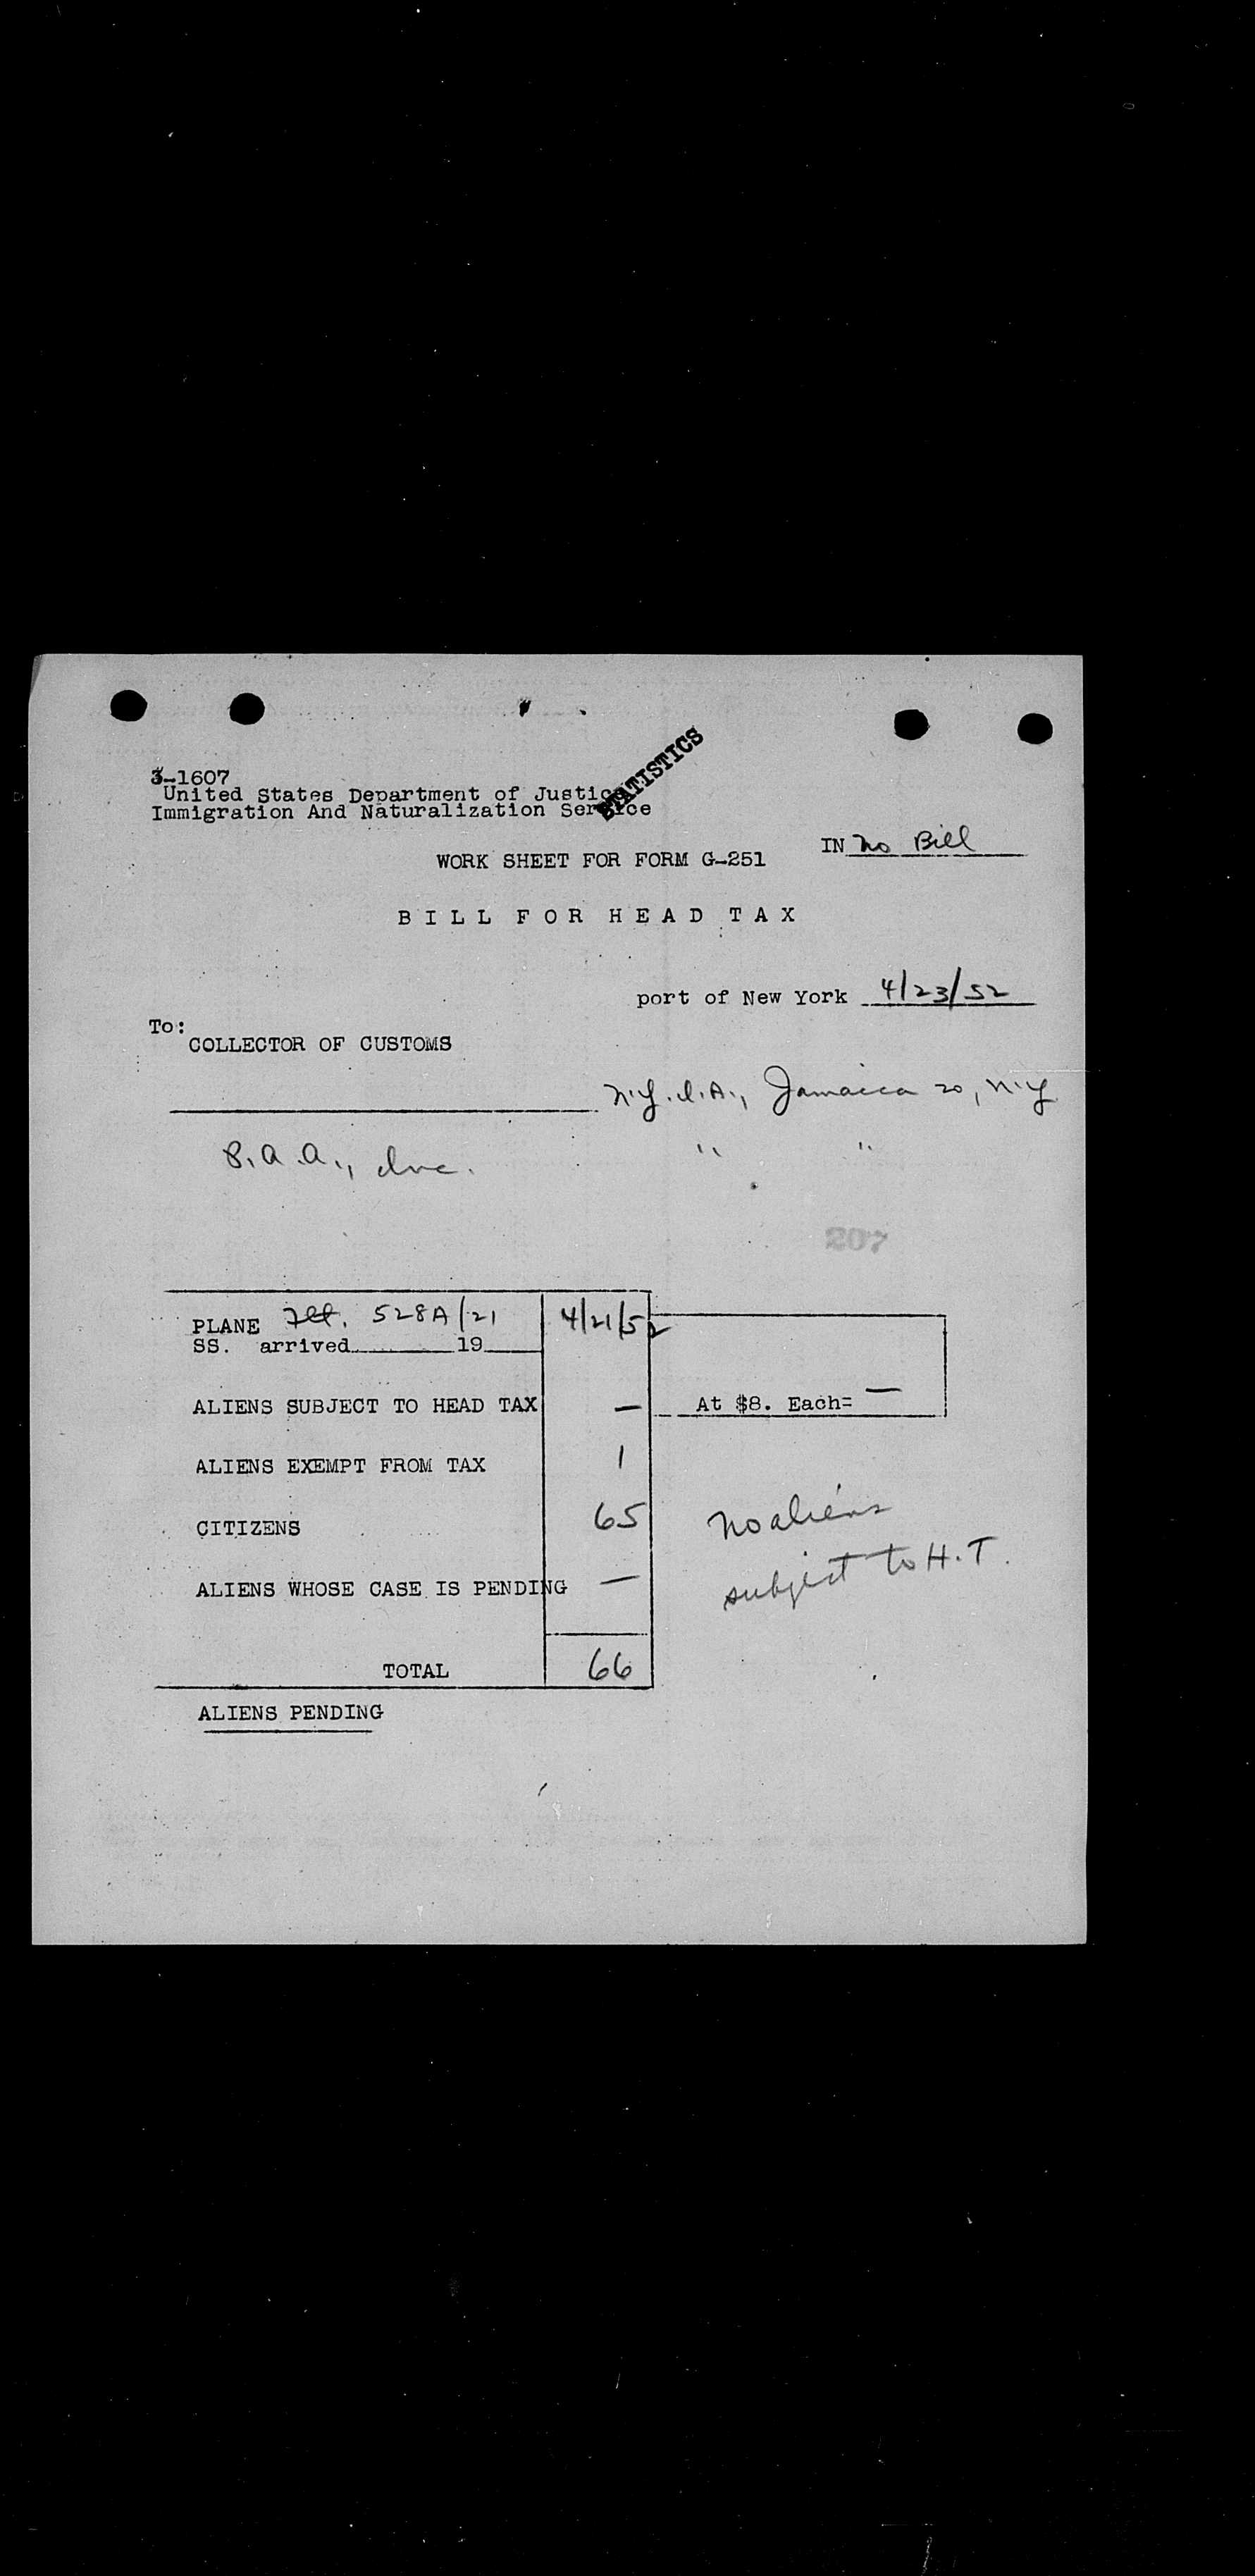 STATISTICS
3-1607
United States Department of Justice
Immigration And Naturalization Service
IN No Bill
WORK SHEET FOR FORM G-251
BILL FOR HEAD TAX
port of New York 4/23/52
To:
COLLECTOR OF CUSTOMS
N.Y.I.A., Jamaica 20, N.Y.
S.A.A., Inc. " "
207
PLANE Flt. 528A/21 4/21/52
SS. arrived 19
ALIENS SUBJECT TO HEAD TAX — At $8. Each= —
ALIENS EXEMPT FROM TAX 1
CITIZENS 65 No aliens
subject to H.T.
ALIENS WHOSE CASE IS PENDING —
TOTAL 66
ALIENS PENDING